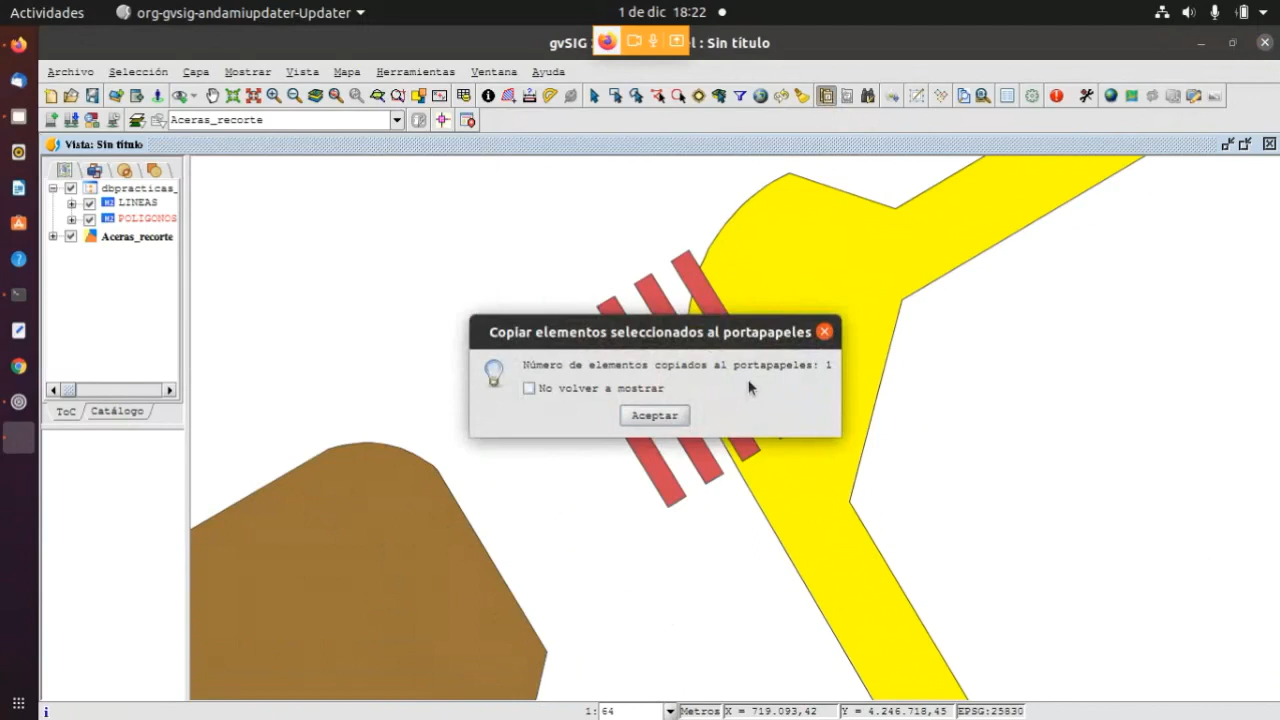 Actividades
org-gvsig-andamiupdater-Updater
1 de dic 18:22
gvSIG
el : Sin título
Archivo Selección Capa Mostrar Vista Mapa Herramientas Ventana Ayuda
Aceras_recorte
Vista: Sin título
dbpracticas_
LINEAS
POLIGONOS
Aceras_recorte
ToC Catálogo
Copiar elementos seleccionados al portapapeles
Número de elementos copiados al portapapeles: 1
No volver a mostrar
Aceptar
1: 64 Metros X = 719.093,42 Y = 4.246.718,45 EPSG:25830